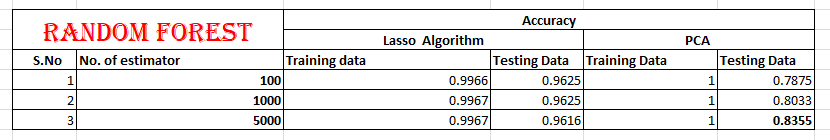 RANDOM FOREST
Accuracy
Lasso Algorithm PCA
S.No No. of estimator Training data Testing Data Training Data Testing Data
1 100 0.9966 0.9625 1 0.7875
2 1000 0.9967 0.9625 1 0.8033
3 5000 0.9967 0.9616 1 0.8355